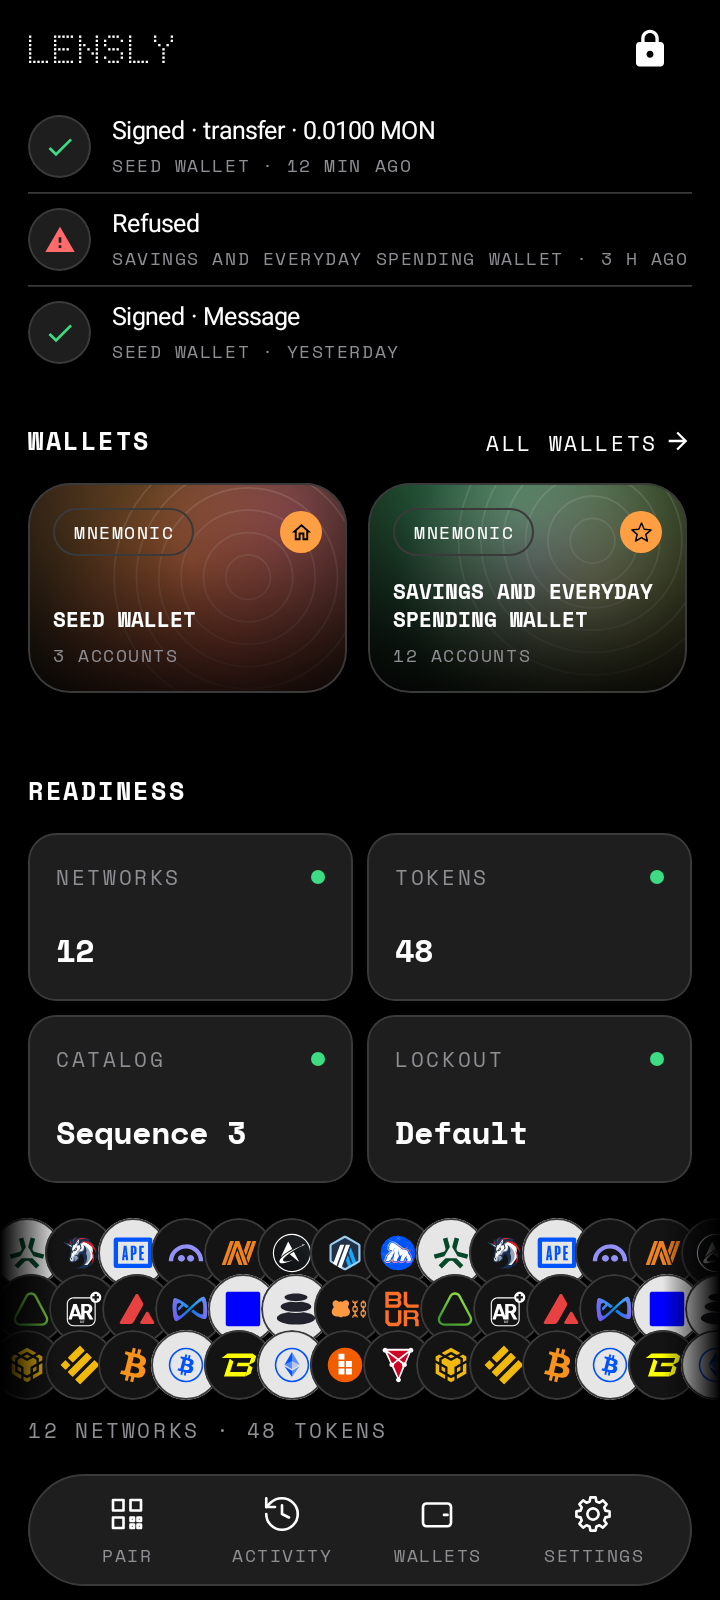 LENSLY
Signed · transfer · 0.0100 MON
SEED WALLET · 12 MIN AGO
Refused
SAVINGS AND EVERYDAY SPENDING WALLET · 3 H AGO
Signed · Message
SEED WALLET · YESTERDAY
WALLETS
ALL WALLETS
MNEMONIC
SEED WALLET
3 ACCOUNTS
MNEMONIC
SAVINGS AND EVERYDAY
SPENDING WALLET
12 ACCOUNTS
READINESS
NETWORKS
12
TOKENS
48
CATALOG
Sequence 3
LOCKOUT
Default
APE
APE
AR
BL
UR
AR
12 NETWORKS · 48 TOKENS
PAIR
ACTIVITY
WALLETS
SETTINGS